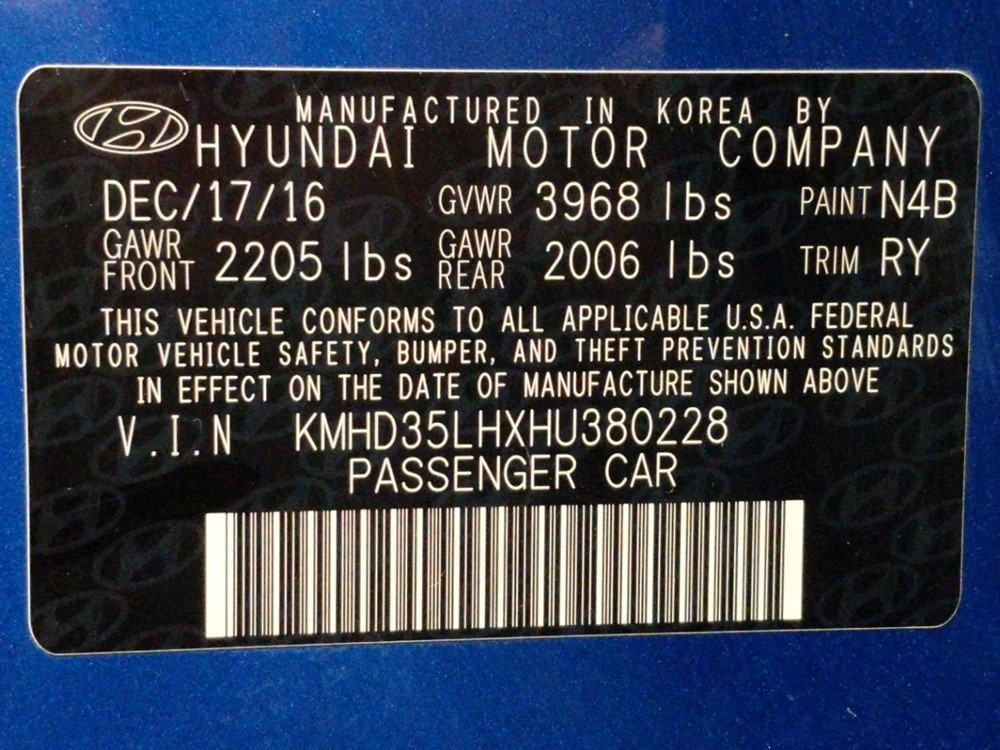 MANUFACTURED IN KOREA BY
HYUNDAI MOTOR COMPANY
DEC/17/16 GVWR 3968 lbs PAINT N4B
GAWR FRONT 2205 lbs GAWR REAR 2006 lbs TRIM RY
THIS VEHICLE CONFORMS TO ALL APPLICABLE U.S.A. FEDERAL
MOTOR VEHICLE SAFETY, BUMPER, AND THEFT PREVENTION STANDARDS
IN EFFECT ON THE DATE OF MANUFACTURE SHOWN ABOVE
V.I.N KMHD35LHXHU380228
PASSENGER CAR